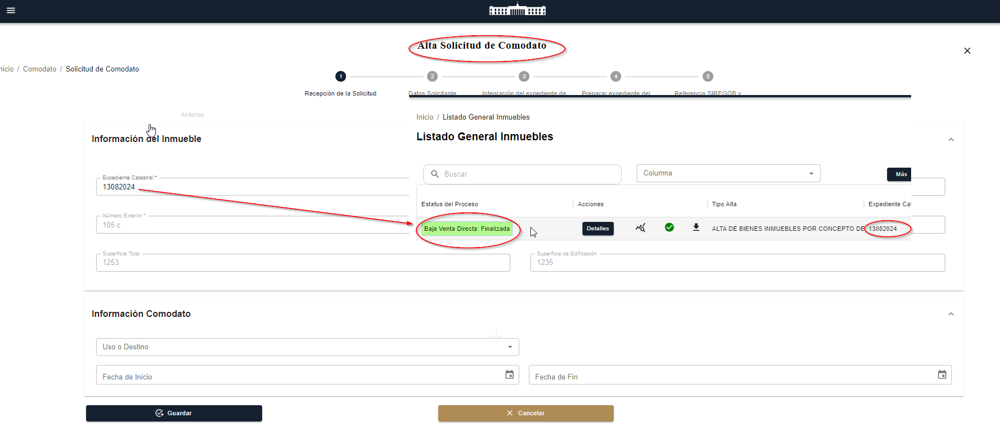 Alta Solicitud de Comodato
Inicio / Comodato / Solicitud de Comodato
1 2 3 4 5
Recepción de la Solicitud Datos Solicitante Integración del expediente de Preparar expediente del Referencia SIREGOB y
Anterior
Información del Inmueble
Expediente Catastral *
13082024
Número Exterior *
105 c
Superficie Total
1253
Superficie de Edificación
1235
Inicio / Listado General Inmuebles
Listado General Inmuebles
Buscar
Columna
Más
Estatus del Proceso Acciones Tipo Alta Expediente Cat
Baja Venta Directa: Finalizada Detalles ALTA DE BIENES INMUEBLES POR CONCEPTO DE 13082024
Información Comodato
Uso o Destino
Fecha de Inicio Fecha de Fin
Guardar Cancelar